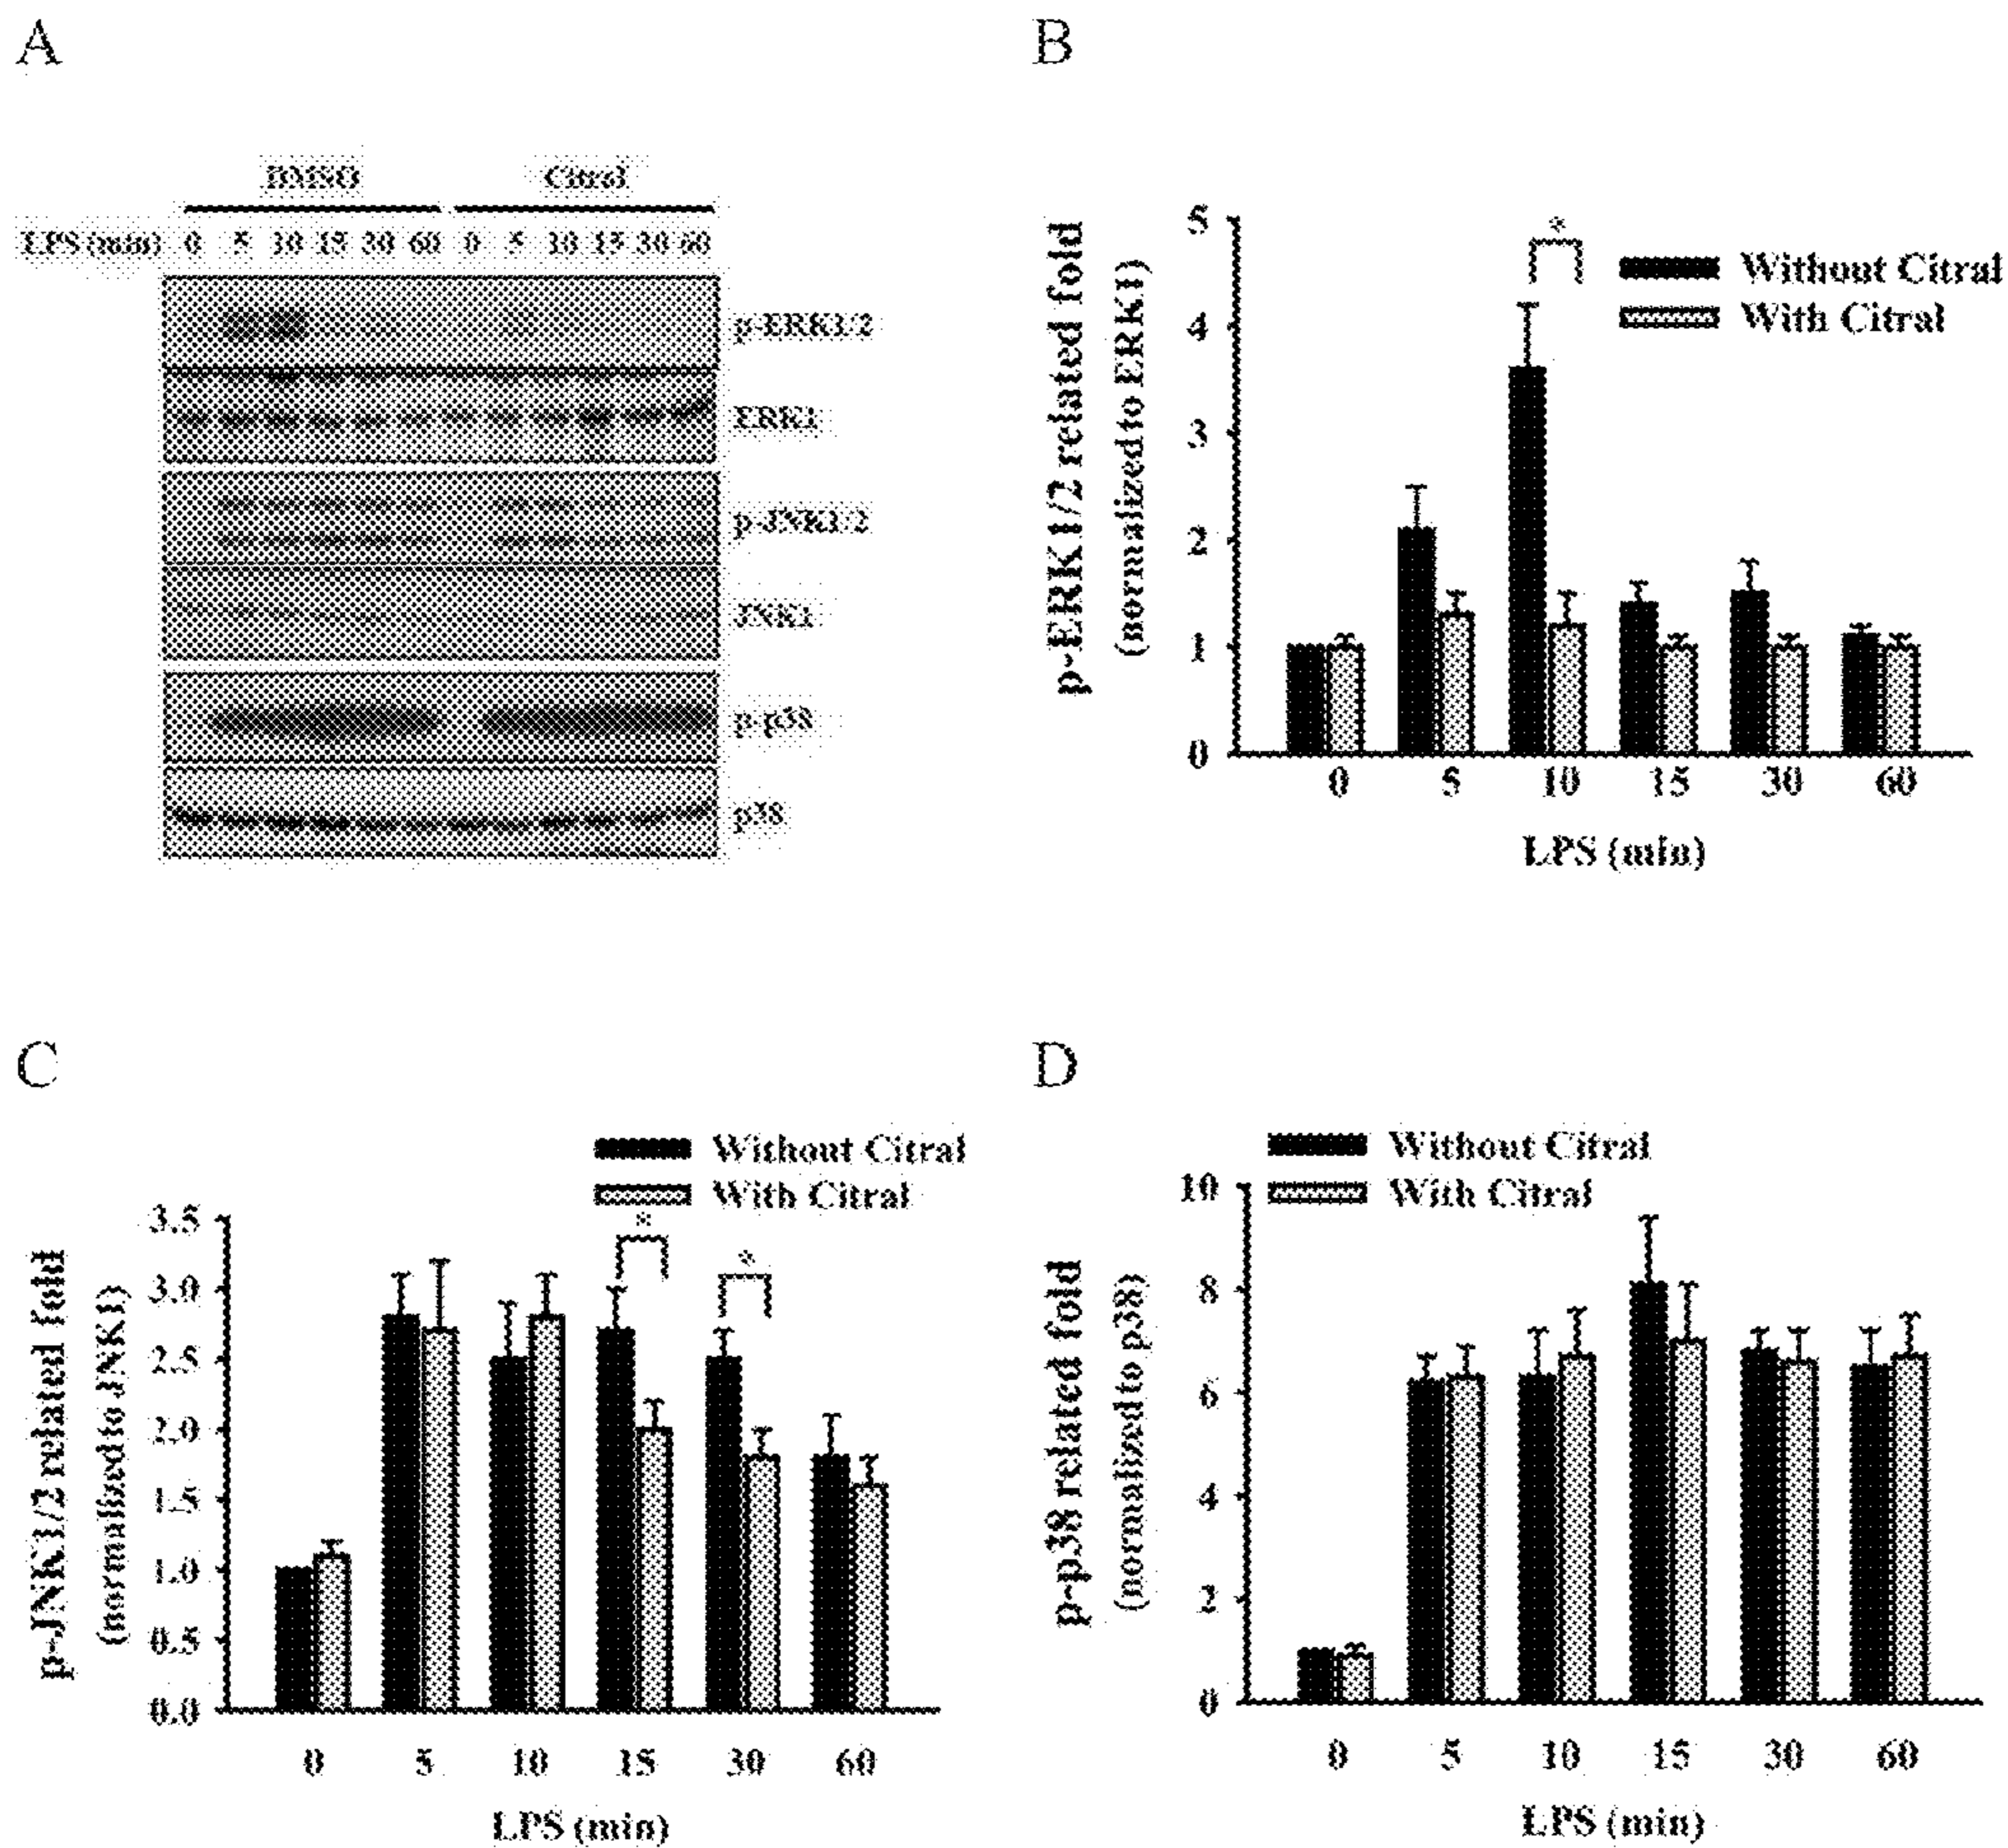 A
DMSO Citral
LPS (min) 0 5 10 15 30 60 0 5 10 15 30 60
p-ERK1/2
ERK1
p-JNK1/2
JNK1
p-p38
p38
B
p-ERK1/2 related fold
(normalized to ERK1)
5
4
3
2
1
0
*
Without Citral
With Citral
0 5 10 15 30 60
LPS (min)
C
p-JNK1/2 related fold
(normalized to JNK1)
Without Citral
With Citral
3.5
3.0
2.5
2.0
1.5
1.0
0.5
0.0
*
*
0 5 10 15 30 60
LPS (min)
D
p-p38 related fold
(normalized to p38)
Without Citral
With Citral
10
8
6
4
2
0
0 5 10 15 30 60
LPS (min)